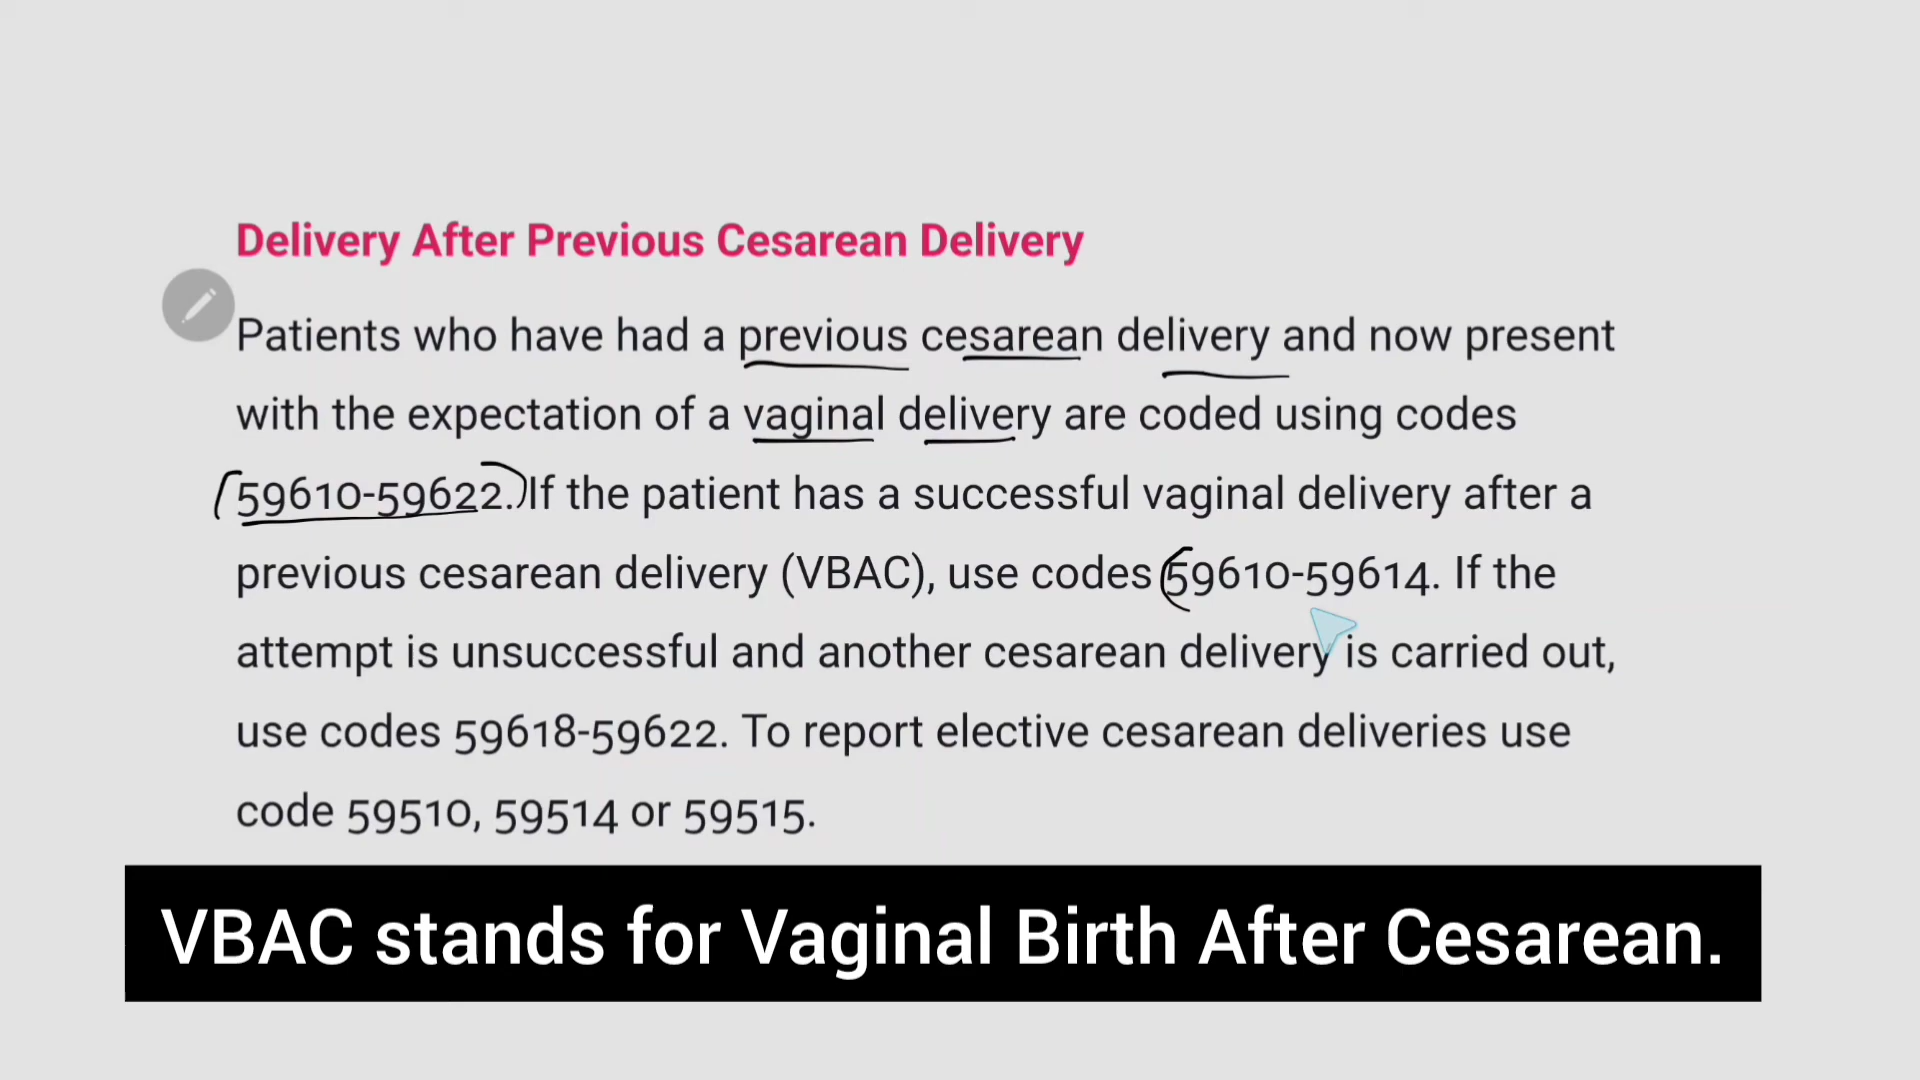 Delivery After Previous Cesarean Delivery
Patients who have had a previous cesarean delivery and now present
with the expectation of a vaginal delivery are coded using codes
59610-59622. If the patient has a successful vaginal delivery after a
previous cesarean delivery (VBAC), use codes 59610-59614. If the
attempt is unsuccessful and another cesarean delivery is carried out,
use codes 59618-59622. To report elective cesarean deliveries use
code 59510, 59514 or 59515.
VBAC stands for Vaginal Birth After Cesarean.